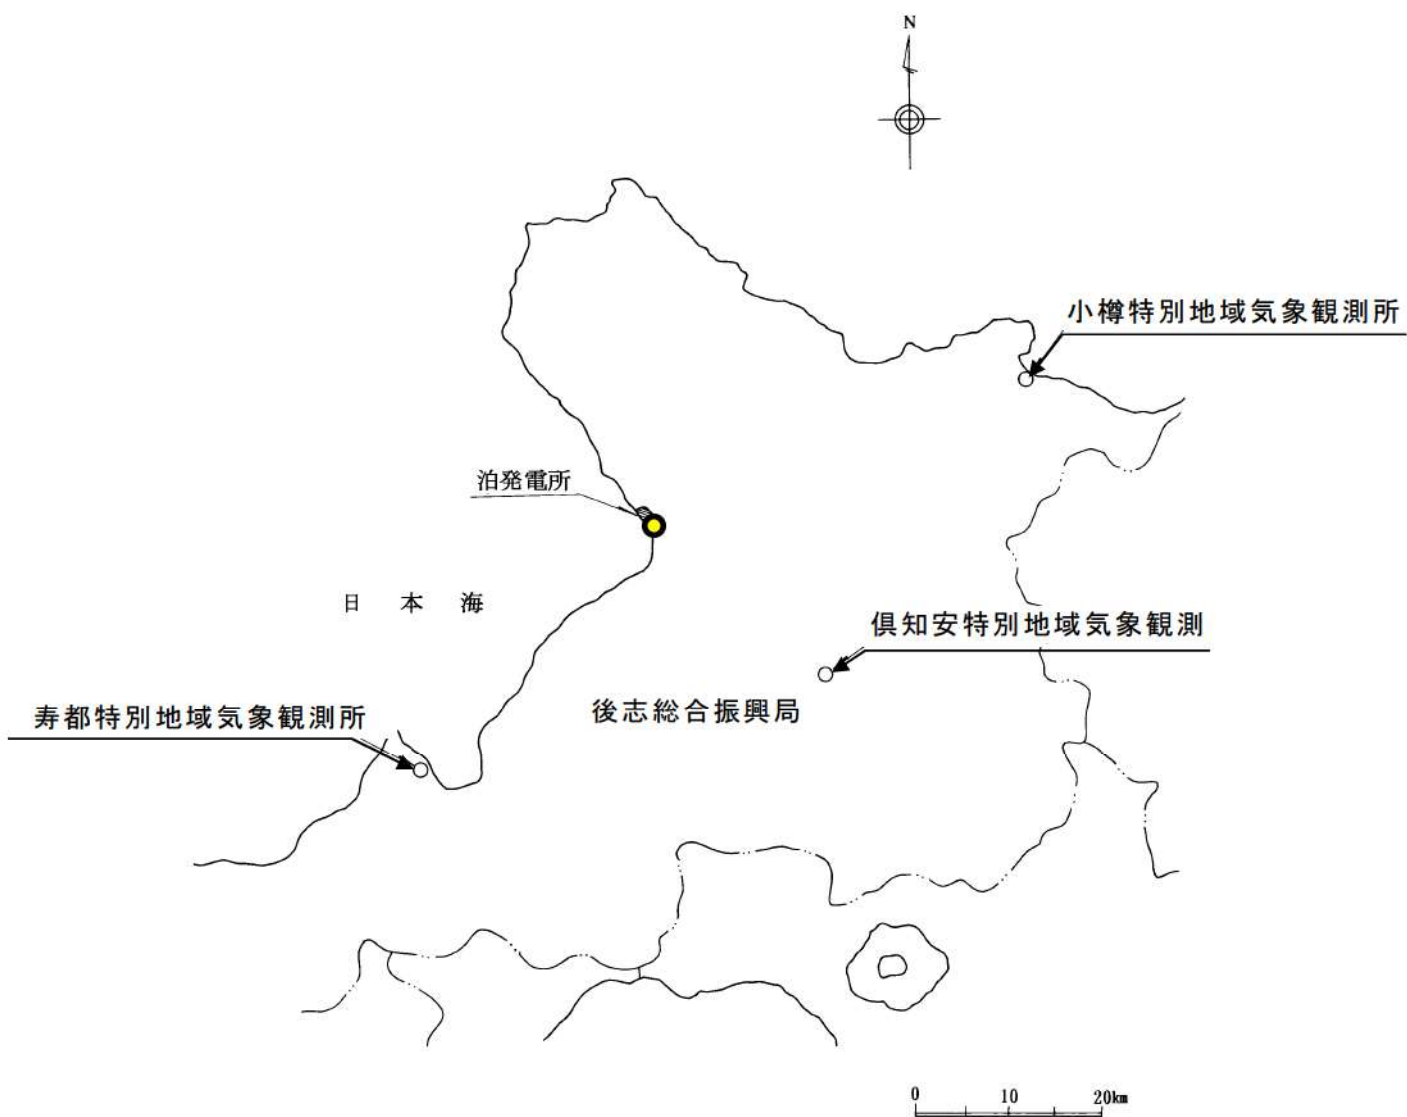 N
小樽特別地域気象観測所
泊発電所
日本海
倶知安特別地域気象観測
後志総合振興局
寿都特別地域気象観測所
0 10 20km